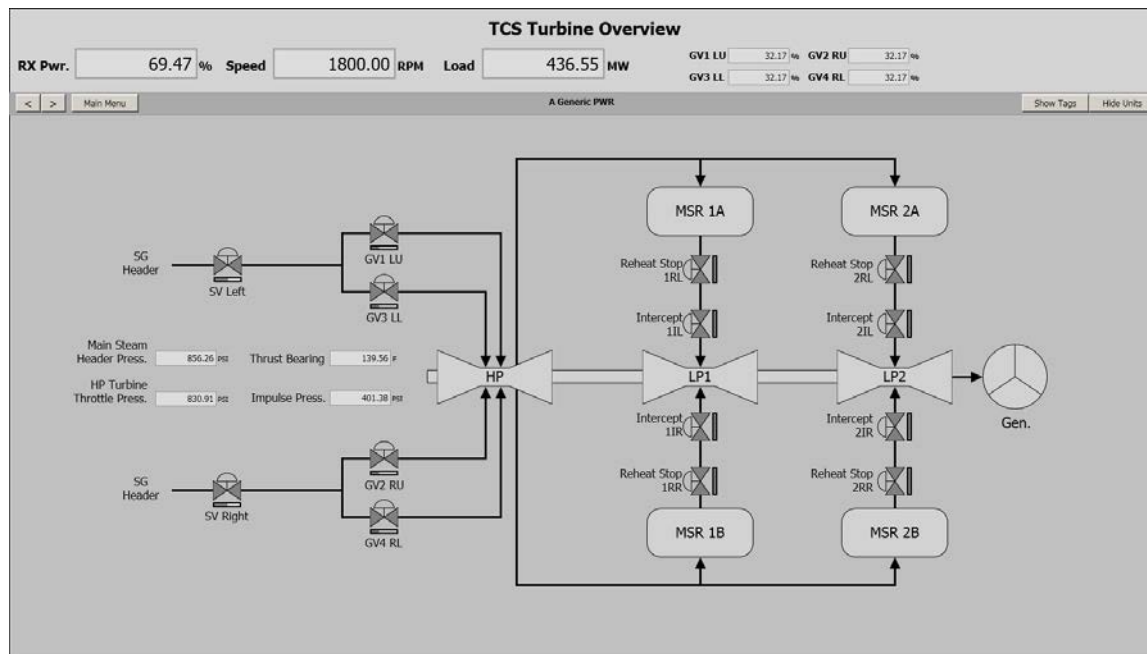 TCS Turbine Overview
RX Pwr. 69.47 % Speed 1800.00 RPM Load 436.55 MW
GV1 LU 32.17 % GV2 RU 32.17 %
GV3 LL 32.17 % GV4 RL 32.17 %
< > Main Menu A Generic PWR Show Tags Hide Units
MSR 1A MSR 2A
SG
Header
SV Left
GV1 LU
GV3 LL
Reheat Stop
1RL
Reheat Stop
2RL
Intercept
1IL
Intercept
2IL
Main Steam
Header Press. 856.26 PSI Thrust Bearing 139.56 F
HP Turbine
Throttle Press. 830.91 PSI Impulse Press. 401.38 PSI
HP LP1 LP2
Gen.
Intercept
1IR
Intercept
2IR
SG
Header
SV Right
GV2 RU
GV4 RL
Reheat Stop
1RR
Reheat Stop
2RR
MSR 1B MSR 2B